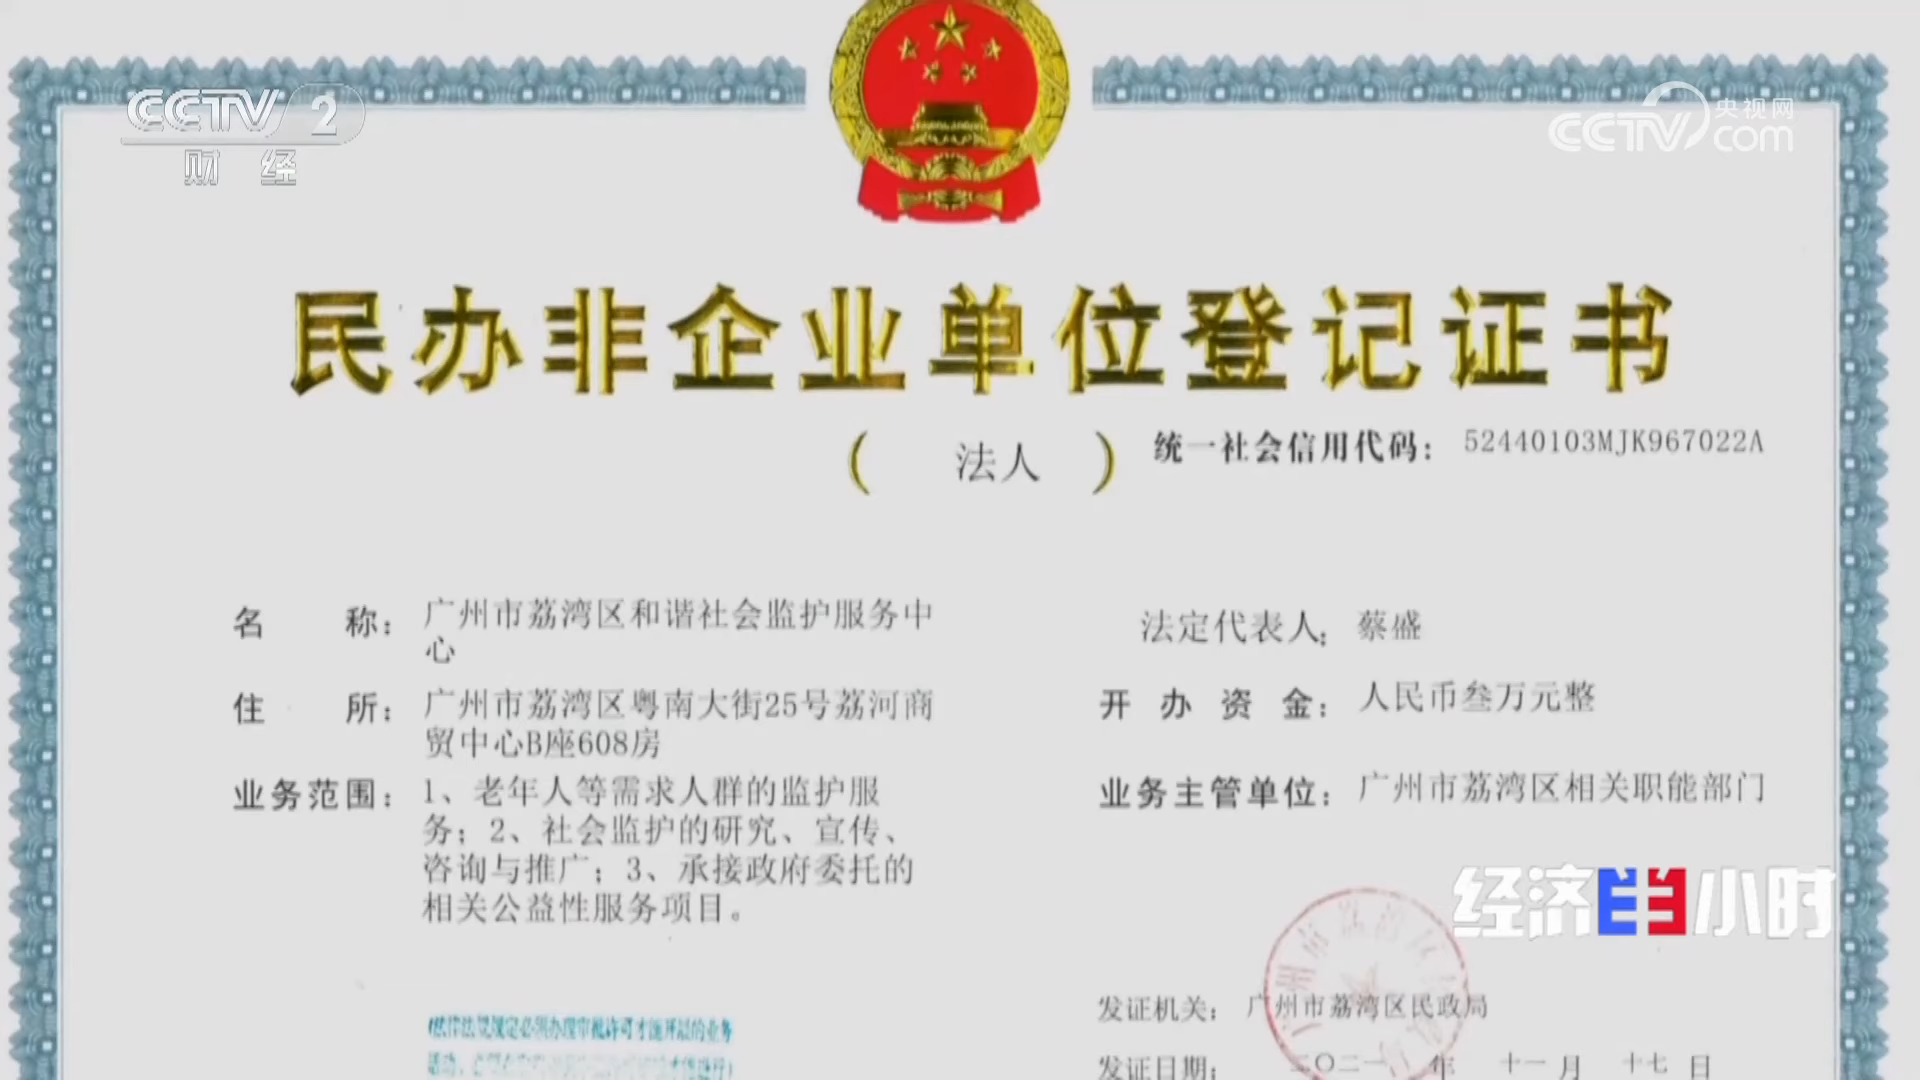 CCTV 2
财经
央视网
CCTV com
民办非企业单位登记证书
（法人）
统一社会信用代码：52440103MJK967022A
名称：广州市荔湾区和谐社会监护服务中
心
法定代表人：蔡盛
住所：广州市荔湾区粤南大街25号荔河商
贸中心B座608房
开办资金：人民币叁万元整
业务范围：1、老年人等需求人群的监护服
务；2、社会监护的研究、宣传、
咨询与推广；3、承接政府委托的
相关公益性服务项目。
业务主管单位：广州市荔湾区相关职能部门
经济半小时
发证机关：广州市荔湾区民政局
发证日期：二〇二一年十一月十七日